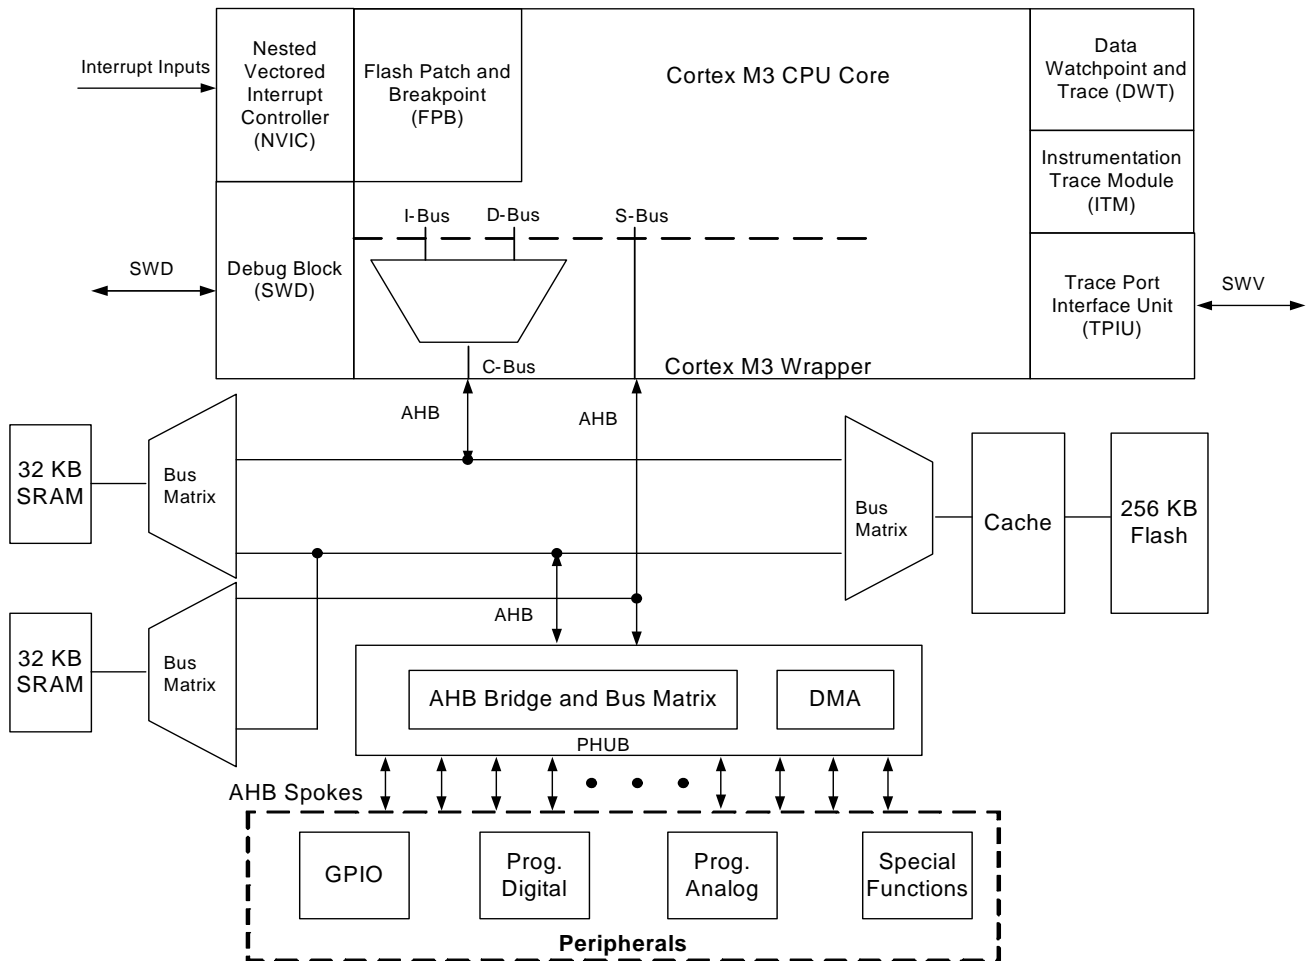 Interrupt Inputs
Nested
Vectored
Interrupt
Controller
(NVIC)
Flash Patch and
Breakpoint
(FPB)
Cortex M3 CPU Core
Data
Watchpoint and
Trace (DWT)
Instrumentation
Trace Module
(ITM)
I-Bus
D-Bus
S-Bus
SWD
Debug Block
(SWD)
Trace Port
Interface Unit
(TPIU)
SWV
C-Bus
Cortex M3 Wrapper
AHB
AHB
32 KB
SRAM
Bus
Matrix
Bus
Matrix
Cache
256 KB
Flash
AHB
32 KB
SRAM
Bus
Matrix
AHB Bridge and Bus Matrix
DMA
PHUB
AHB Spokes
GPIO
Prog.
Digital
Prog.
Analog
Special
Functions
Peripherals